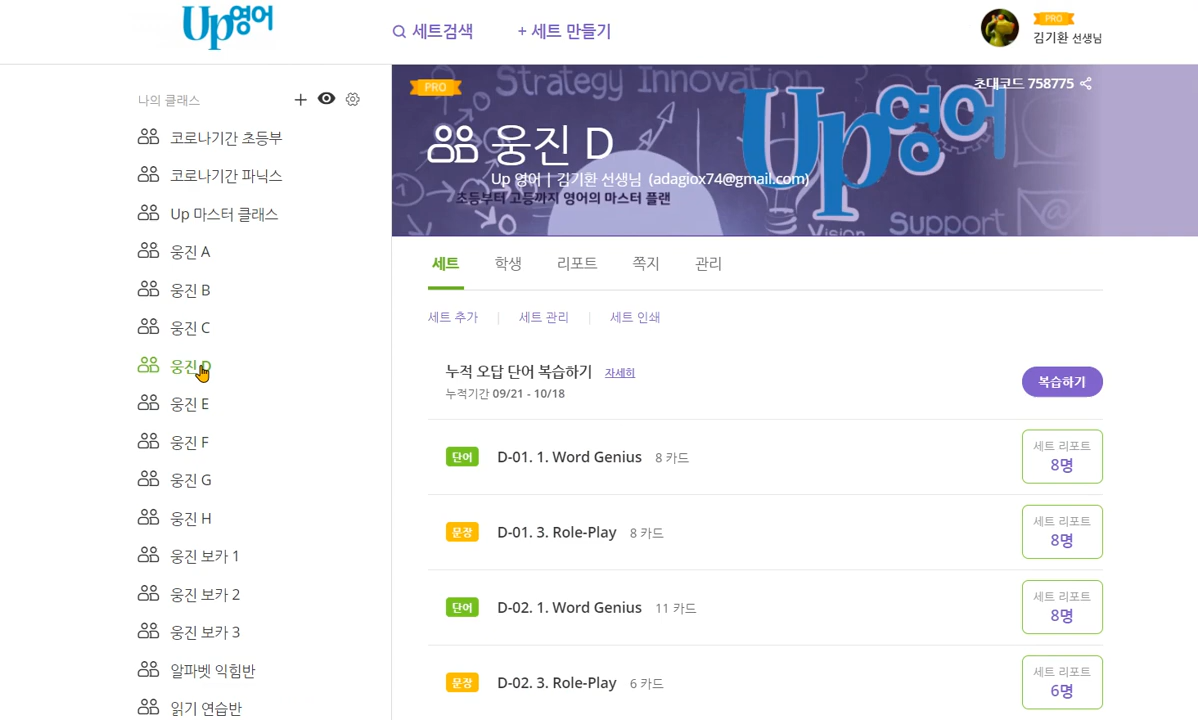 Up영어
세트검색
+ 세트 만들기
PRO
김기환 선생님
나의 클래스
코로나기간 초등부
코로나기간 파닉스
Up 마스터 클래스
웅진 A
웅진 B
웅진 C
웅진 D
웅진 E
웅진 F
웅진 G
웅진 H
웅진 보카 1
웅진 보카 2
웅진 보카 3
알파벳 익힘반
읽기 연습반
PRO
Strategy Innovation
초대코드 758775
웅진 D
Up영어
Up 영어 | 김기환 선생님 (adagiox74@gmail.com)
초등부터 고등까지 영어의 마스터 플랜
Vision
Support
세트 학생 리포트 쪽지 관리
세트 추가 | 세트 관리 | 세트 인쇄
누적 오답 단어 복습하기 자세히
누적기간 09/21 - 10/18
복습하기
단어 D-01. 1. Word Genius 8 카드
세트 리포트
8명
문장 D-01. 3. Role-Play 8 카드
세트 리포트
8명
단어 D-02. 1. Word Genius 11 카드
세트 리포트
8명
문장 D-02. 3. Role-Play 6 카드
세트 리포트
6명